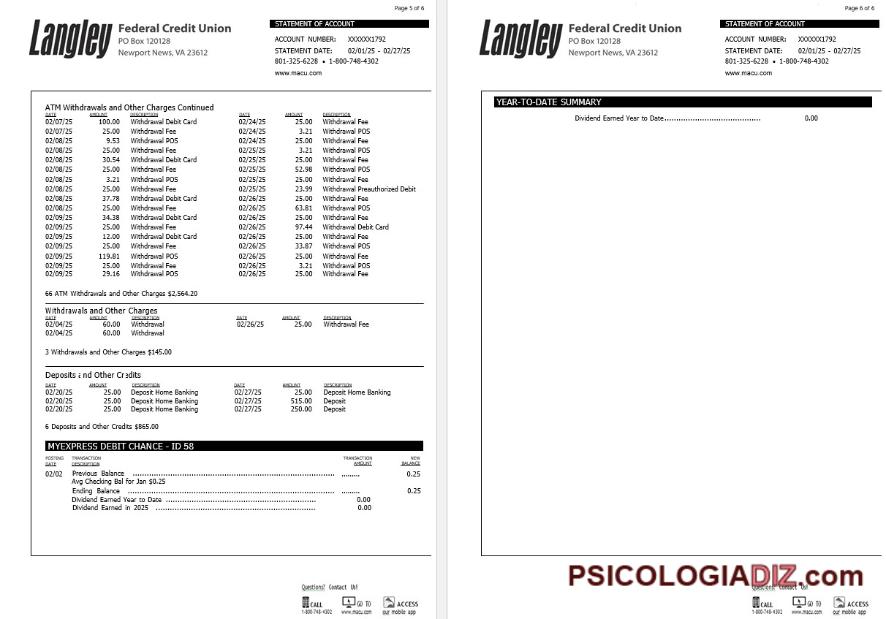 Page 5 of 6
Langley Federal Credit Union
PO Box 120128
Newport News, VA 23612
STATEMENT OF ACCOUNT
ACCOUNT NUMBER: XXXXXX1792
STATEMENT DATE: 02/01/25 - 02/27/25
801-325-6228 • 1-800-748-4302
www.macu.com
ATM Withdrawals and Other Charges Continued
DATE AMOUNT DESCRIPTION DATE AMOUNT DESCRIPTION
02/07/25 100.00 Withdrawal Debit Card 02/24/25 25.00 Withdrawal Fee
02/07/25 25.00 Withdrawal Fee 02/24/25 3.21 Withdrawal POS
02/08/25 9.53 Withdrawal POS 02/24/25 25.00 Withdrawal Fee
02/08/25 25.00 Withdrawal Fee 02/25/25 3.21 Withdrawal POS
02/08/25 30.54 Withdrawal Debit Card 02/25/25 25.00 Withdrawal Fee
02/08/25 25.00 Withdrawal Fee 02/25/25 52.98 Withdrawal POS
02/08/25 3.21 Withdrawal POS 02/25/25 25.00 Withdrawal Fee
02/08/25 25.00 Withdrawal Fee 02/25/25 23.99 Withdrawal Preauthorized Debit
02/08/25 37.78 Withdrawal Debit Card 02/26/25 25.00 Withdrawal Fee
02/08/25 25.00 Withdrawal Fee 02/26/25 63.81 Withdrawal POS
02/09/25 34.38 Withdrawal Debit Card 02/26/25 25.00 Withdrawal Fee
02/09/25 25.00 Withdrawal Fee 02/26/25 97.44 Withdrawal Debit Card
02/09/25 12.00 Withdrawal Debit Card 02/26/25 25.00 Withdrawal Fee
02/09/25 25.00 Withdrawal Fee 02/26/25 33.87 Withdrawal POS
02/09/25 119.81 Withdrawal POS 02/26/25 25.00 Withdrawal Fee
02/09/25 25.00 Withdrawal Fee 02/26/25 3.21 Withdrawal POS
02/09/25 29.16 Withdrawal POS 02/26/25 25.00 Withdrawal Fee
66 ATM Withdrawals and Other Charges $2,564.20
Withdrawals and Other Charges
DATE AMOUNT DESCRIPTION DATE AMOUNT DESCRIPTION
02/04/25 60.00 Withdrawal 02/26/25 25.00 Withdrawal Fee
02/04/25 60.00 Withdrawal
3 Withdrawals and Other Charges $145.00
Deposits and Other Credits
DATE AMOUNT DESCRIPTION DATE AMOUNT DESCRIPTION
02/20/25 25.00 Deposit Home Banking 02/27/25 25.00 Deposit Home Banking
02/20/25 25.00 Deposit Home Banking 02/27/25 515.00 Deposit
02/20/25 25.00 Deposit Home Banking 02/27/25 250.00 Deposit
6 Deposits and Other Credits $865.00
MYEXPRESS DEBIT CHANCE - ID 58
POSTING DATE TRANSACTION DESCRIPTION TRANSACTION AMOUNT NEW BALANCE
02/02 Previous Balance 0.25
Avg Checking Bal for Jan $0.25
Ending Balance 0.25
Dividend Earned Year to Date 0.00
Dividend Earned in 2025 0.00
Questions? Contact Us!
CALL 1-800-748-4302
GO TO www.macu.com
ACCESS our mobile app
Page 6 of 6
Langley Federal Credit Union
PO Box 120128
Newport News, VA 23612
STATEMENT OF ACCOUNT
ACCOUNT NUMBER: XXXXXX1792
STATEMENT DATE: 02/01/25 - 02/27/25
801-325-6228 • 1-800-748-4302
www.macu.com
YEAR-TO-DATE SUMMARY
Dividend Earned Year to Date 0.00
PSICOLOGIADIZ.com
CALL 1-800-748-4302
GO TO www.macu.com
ACCESS our mobile app